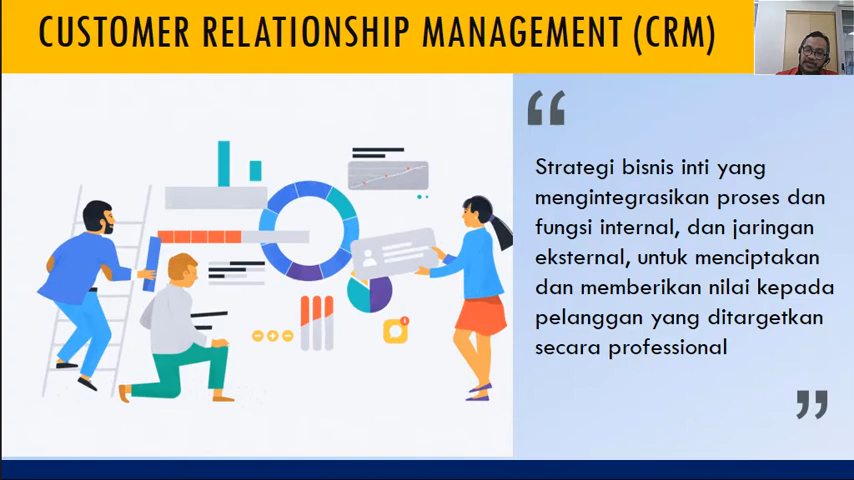 CUSTOMER RELATIONSHIP MANAGEMENT (CRM)
“
Strategi bisnis inti yang
mengintegrasikan proses dan
fungsi internal, dan jaringan
eksternal, untuk menciptakan
dan memberikan nilai kepada
pelanggan yang ditargetkan
secara professional
”